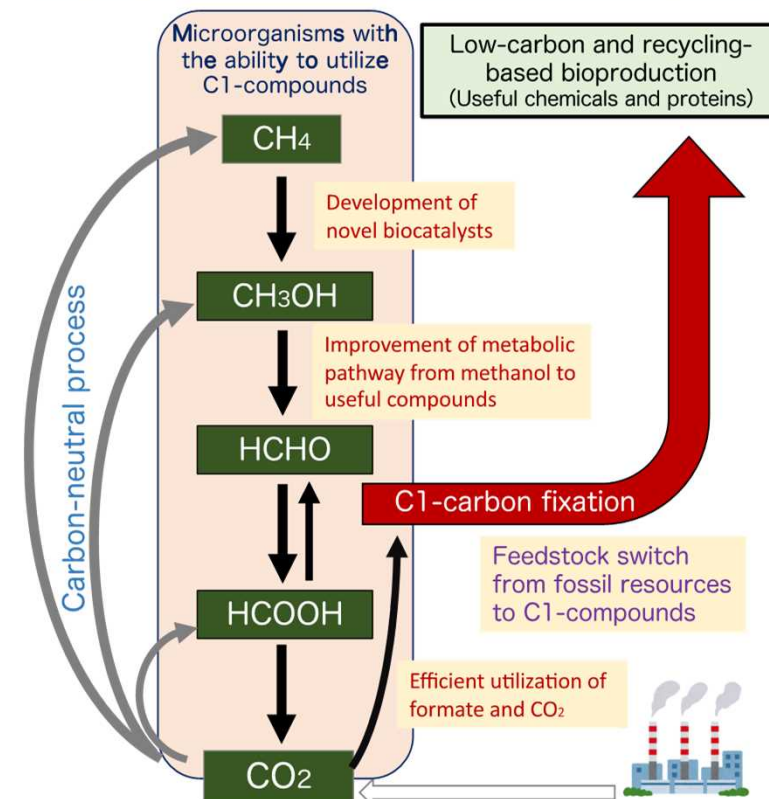 Microorganisms with
the ability to utilize
C1-compounds
Low-carbon and recycling-
based bioproduction
(Useful chemicals and proteins)
CH4
Development of
novel biocatalysts
CH3OH
Improvement of metabolic
pathway from methanol to
useful compounds
HCHO
C1-carbon fixation
Feedstock switch
from fossil resources
to C1-compounds
HCOOH
Efficient utilization of
formate and CO2
CO2
Carbon-neutral process